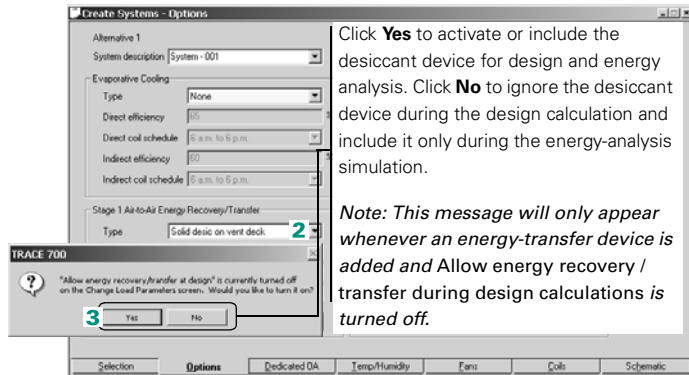 Create Systems - Options
Alternative 1
System description System - 001
Evaporative Cooling
Type None
Direct efficiency 65
Direct coil schedule 6 a.m. to 6 p.m.
Indirect efficiency 60
Indirect coil schedule 6 a.m. to 6 p.m.
Stage 1 Air-to-Air Energy Recovery/Transfer
Type Solid desic on vent deck 2
TRACE 700
"Allow energy recovery/transfer at design" is currently turned off
on the Change Load Parameters screen. Would you like to turn it on?
3 Yes No
Click Yes to activate or include the
desiccant device for design and energy
analysis. Click No to ignore the desiccant
device during the design calculation and
include it only during the energy-analysis
simulation.
Note: This message will only appear
whenever an energy-transfer device is
added and Allow energy recovery /
transfer during design calculations is
turned off.
Selection Options Dedicated OA Temp/Humidity Fans Coils Schematic